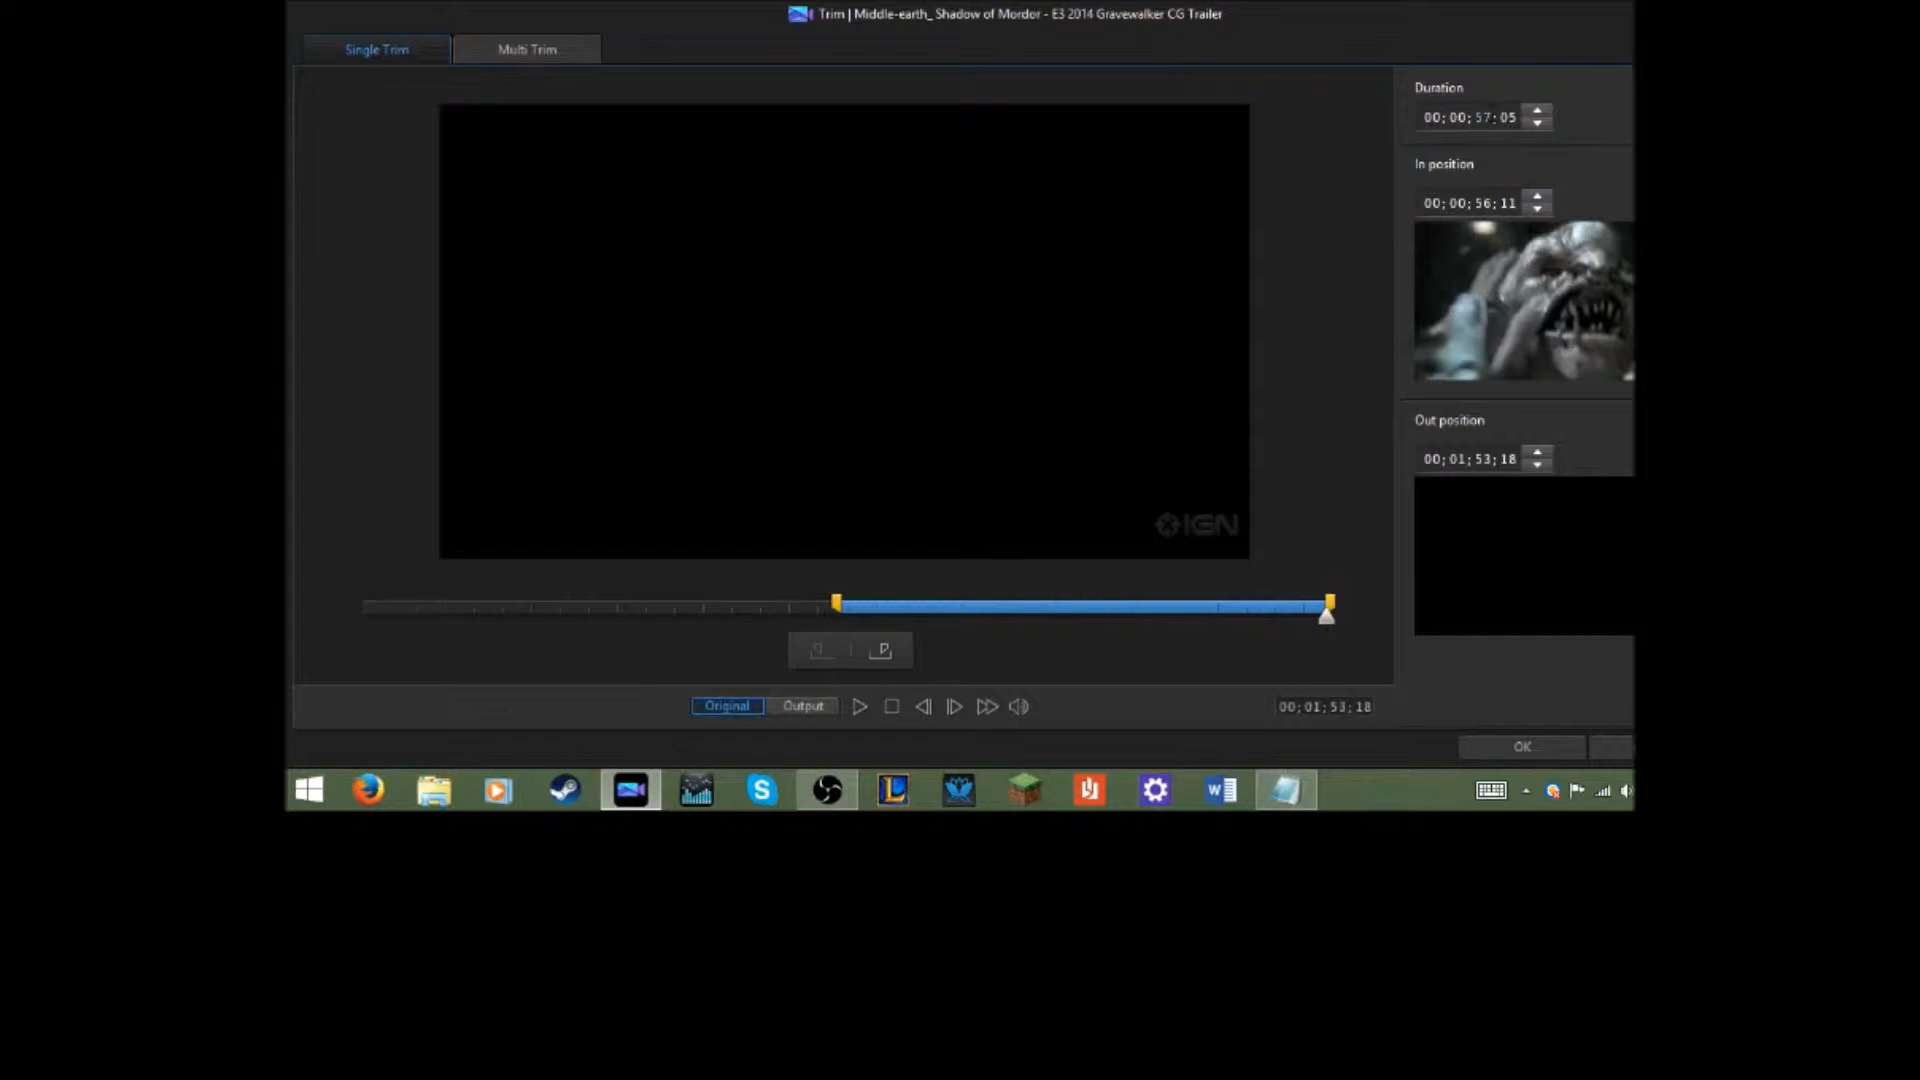 Trim | Middle-earth_ Shadow of Mordor - E3 2014 Gravewalker CG Trailer
Single Trim
Multi Trim
Duration
00; 00; 57; 05
In position
00; 00; 56; 11
Out position
00; 01; 53; 18
IGN
Original
Output
00; 01; 53; 18
OK